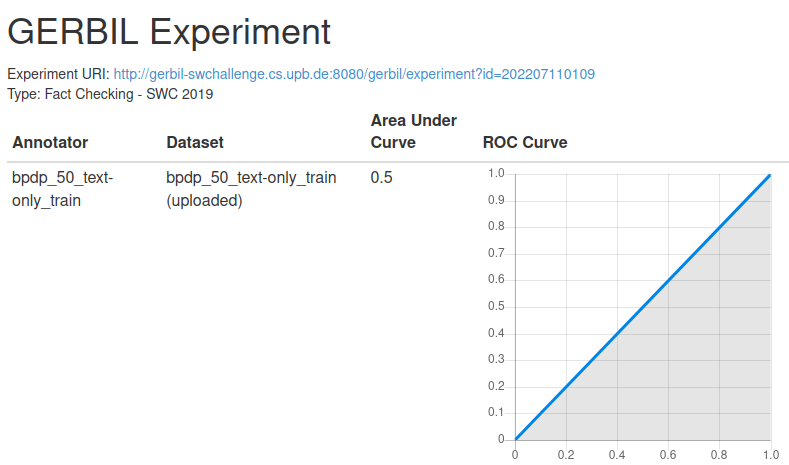 GERBIL Experiment
Experiment URI: http://gerbil-swchallenge.cs.upb.de:8080/gerbil/experiment?id=202207110109
Type: Fact Checking - SWC 2019
Annotator
Dataset
Area Under
Curve
ROC Curve
bpdp_50_text-
only_train
bpdp_50_text-only_train
(uploaded)
0.5
1.0
0.9
0.8
0.7
0.6
0.5
0.4
0.3
0.2
0.1
0
0 0.2 0.4 0.6 0.8 1.0